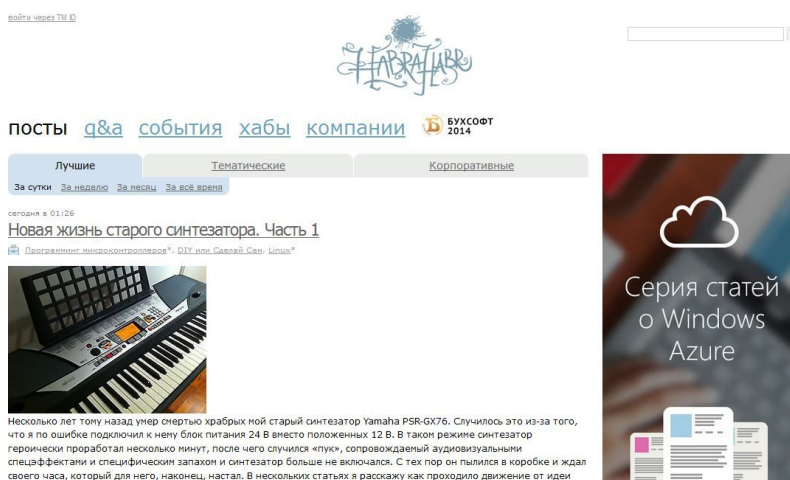 войти через TM ID
HABRAHABR
посты q&a события хабы компании БУХСОФТ
2014
Лучшие Тематические Корпоративные
За сутки За неделю За месяц За всё время
сегодня в 01:26
Новая жизнь старого синтезатора. Часть 1
Программинг микроконтроллеров*, DIY или Сделай Сам, Linux*
Несколько лет тому назад умер смертью храбрых мой старый синтезатор Yamaha PSR-GX76. Случилось это из-за того,
что я по ошибке подключил к нему блок питания 24 В вместо положенных 12 В. В таком режиме синтезатор
героически проработал несколько минут, после чего случился «пук», сопровождаемый аудиовизуальными
спецэффектами и специфическим запахом и синтезатор больше не включался. С тех пор он пылился в коробке и ждал
своего часа, который для него, наконец, настал. В нескольких статьях я расскажу как проходило движение от идеи
Серия статей
о Windows
Azure